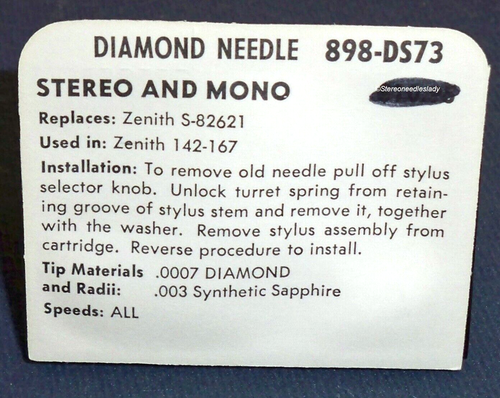 DIAMOND NEEDLE 898-DS73
STEREO AND MONO
©Stereoneedleslady
Replaces: Zenith S-82621
Used in: Zenith 142-167
Installation: To remove old needle pull off stylus
selector knob. Unlock turret spring from retain-
ing groove of stylus stem and remove it, together
with the washer. Remove stylus assembly from
cartridge. Reverse procedure to install.
Tip Materials .0007 DIAMOND
and Radii: .003 Synthetic Sapphire
Speeds: ALL